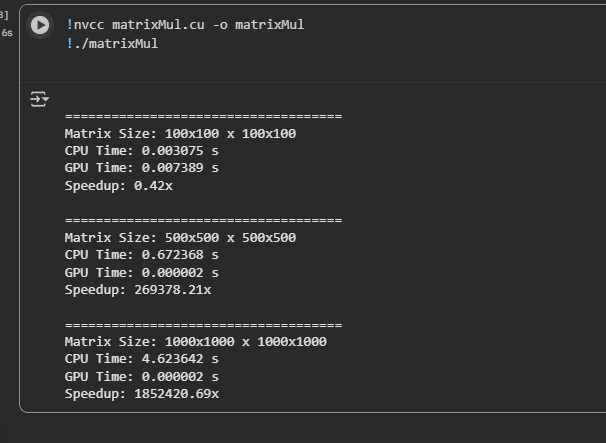 3]
6s
!nvcc matrixMul.cu -o matrixMul
!./matrixMul
===================================
Matrix Size: 100x100 x 100x100
CPU Time: 0.003075 s
GPU Time: 0.007389 s
Speedup: 0.42x
===================================
Matrix Size: 500x500 x 500x500
CPU Time: 0.672368 s
GPU Time: 0.000002 s
Speedup: 269378.21x
===================================
Matrix Size: 1000x1000 x 1000x1000
CPU Time: 4.623642 s
GPU Time: 0.000002 s
Speedup: 1852420.69x